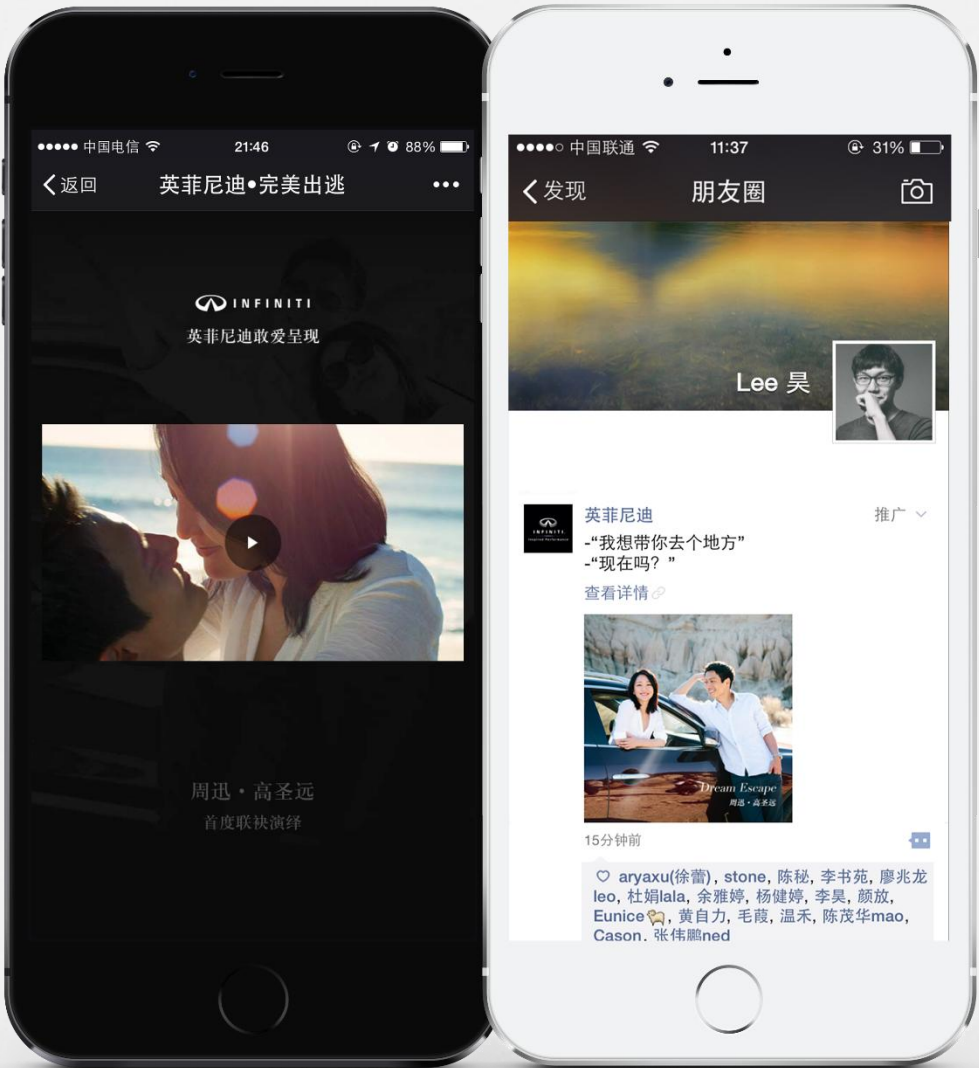 中国电信
21:46
88%
返回
英菲尼迪•完美出逃
INFINITI
英菲尼迪敢爱呈现
周迅・高圣远
首度联袂演绎
中国联通
11:37
31%
发现
朋友圈
Lee 昊
INFINITI
英菲尼迪
推广
-“我想带你去个地方”
-“现在吗？”
查看详情
Dream Escape
周迅・高圣远
15分钟前
aryaxu(徐蕾), stone, 陈秘, 李书苑, 廖兆龙
leo, 杜娟lala, 余雅婷, 杨健婷, 李昊, 颜放,
Eunice🐑, 黄自力, 毛葭, 温禾, 陈茂华mao,
Cason, 张伟鹏ned